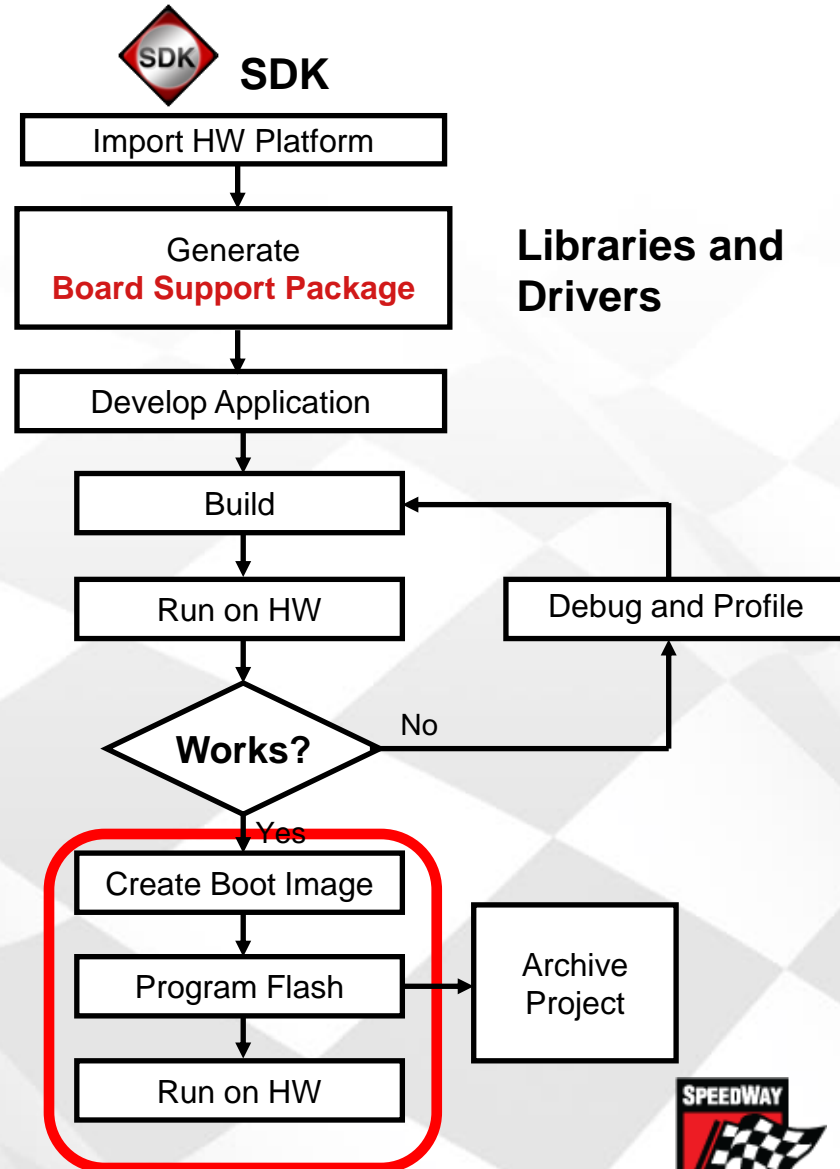 SDK
SDK
Import HW Platform
Generate
Board Support Package
Libraries and
Drivers
Develop Application
Build
Run on HW
Debug and Profile
Works?
No
Yes
Create Boot Image
Program Flash
Archive
Project
Run on HW
SPEEDWAY